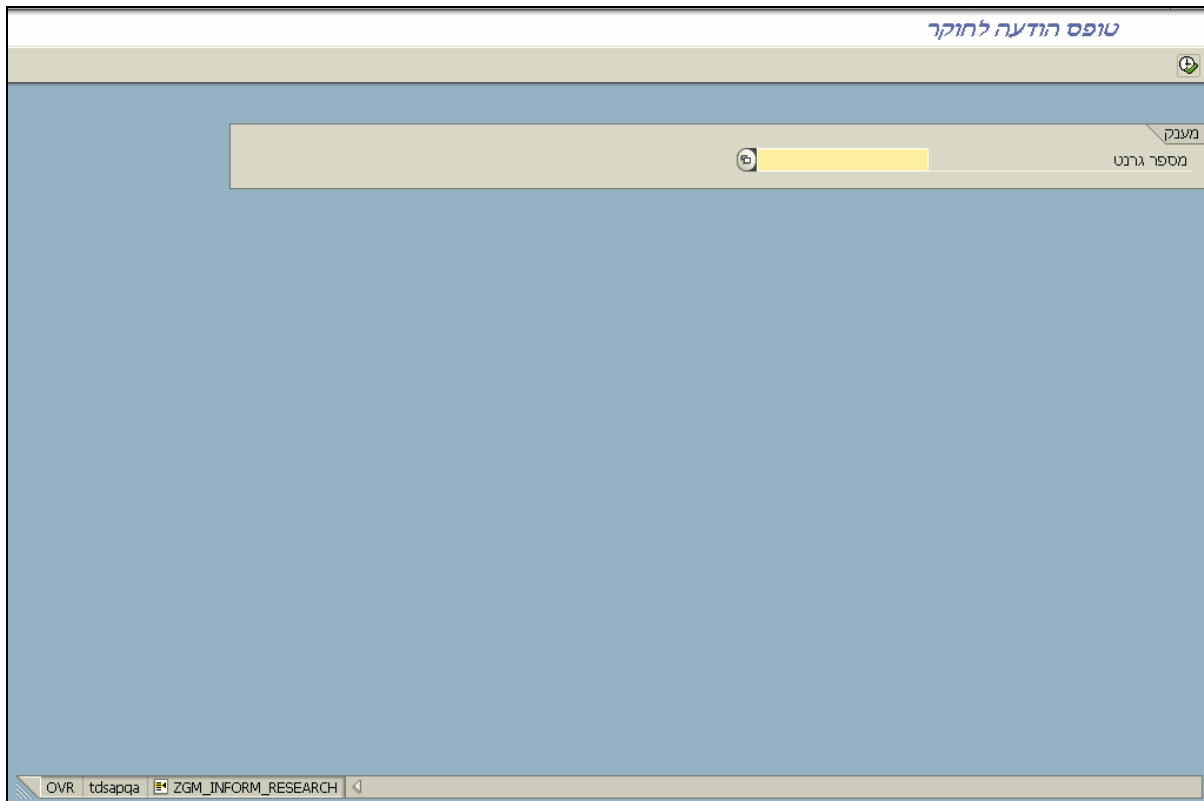 טופס הודעה לחוקר
מענק
מספר גרנט
OVR tdsapqa ZGM_INFORM_RESEARCH